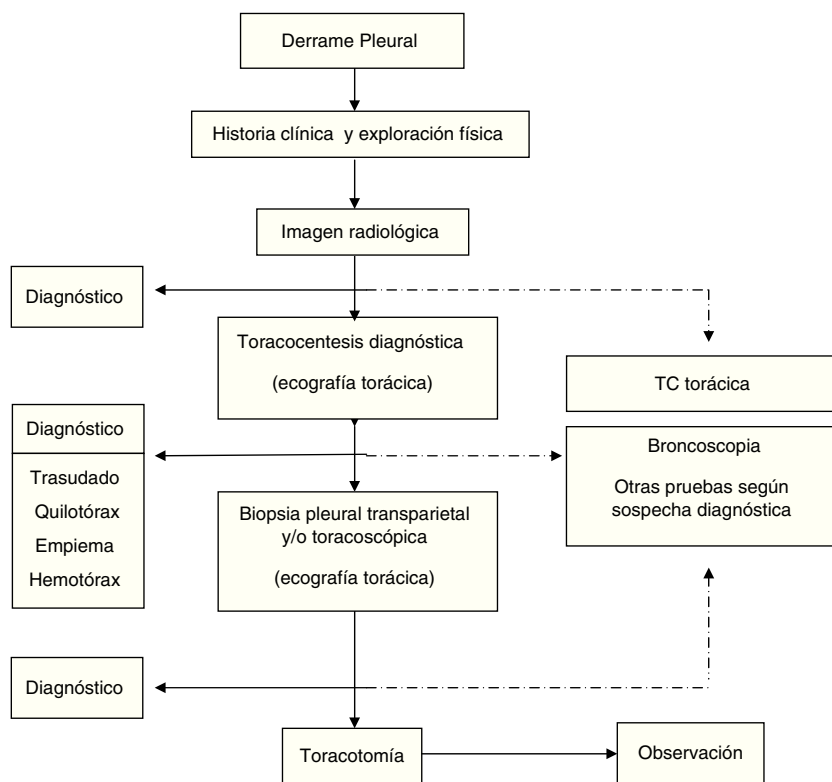 Derrame Pleural
Historia clínica y exploración física
Imagen radiológica
Diagnóstico
Toracocentesis diagnóstica
(ecografía torácica)
TC torácica
Diagnóstico
Trasudado
Quilotórax
Empiema
Hemotórax
Broncoscopia
Otras pruebas según
sospecha diagnóstica
Biopsia pleural transparietal
y/o toracoscópica
(ecografía torácica)
Diagnóstico
Toracotomía
Observación